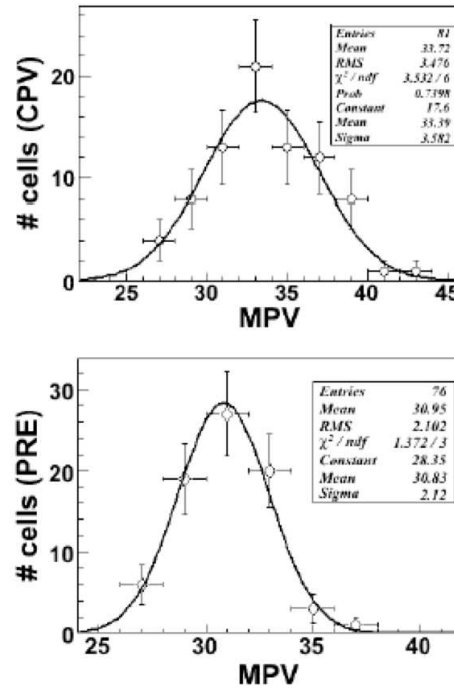 # cells (CPV)
20
10
0
25 30 35 40 45
MPV
Entries 81
Mean 33.72
RMS 3.476
χ² / ndf 3.532 / 6
Prob 0.7398
Constant 17.6
Mean 33.39
Sigma 3.582
# cells (PRE)
30
20
10
0
25 30 35 40
MPV
Entries 76
Mean 30.95
RMS 2.102
χ² / ndf 1.372 / 3
Constant 28.35
Mean 30.83
Sigma 2.12